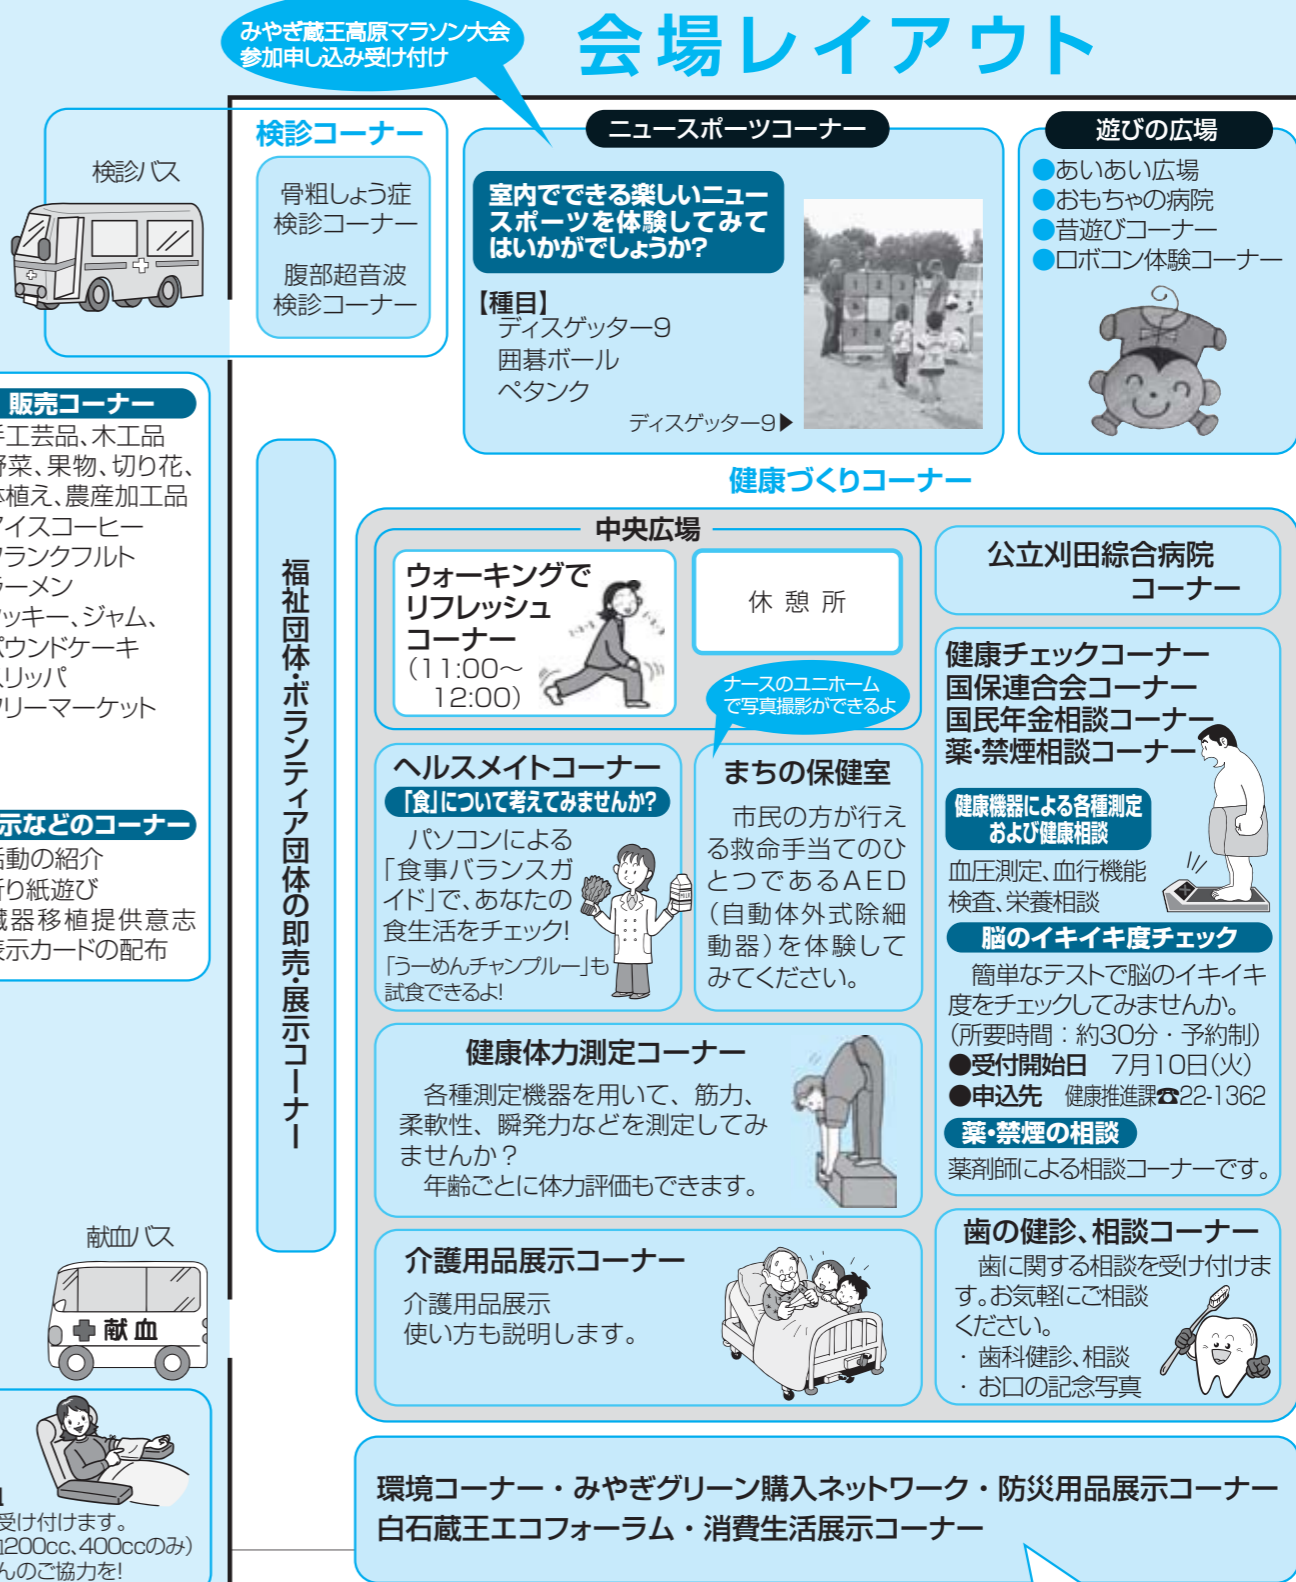 みやぎ蔵王高原マラソン大会
参加申し込み受け付け
会場レイアウト
検診バス
検診コーナー
骨粗しょう症
検診コーナー
腹部超音波
検診コーナー
ニュースポーツコーナー
室内でできる楽しいニュー
スポーツを体験してみて
はいかがでしょうか?
【種目】
ディスゲッター9
囲碁ボール
ペタンク
ディスゲッター9▶
遊びの広場
●あいあい広場
●おもちゃの病院
●昔遊びコーナー
●ロボコン体験コーナー
販売コーナー
手工芸品、木工品
野菜、果物、切り花、
鉢植え、農産加工品
アイスコーヒー
フランクフルト
ラーメン
クッキー、ジャム、
パウンドケーキ
スリッパ
フリーマーケット
示などのコーナー
活動の紹介
折り紙遊び
臓器移植提供意志
表示カードの配布
福祉団体・ボランティア団体の即売・展示コーナー
健康づくりコーナー
中央広場
ウォーキングで
リフレッシュ
コーナー
(11:00～
12:00)
休憩所
ナースのユニホーム
で写真撮影ができるよ
ヘルスメイトコーナー
「食」について考えてみませんか?
パソコンによる
「食事バランスガ
イド」で、あなたの
食生活をチェック!
「うーめんチャンプルー」も
試食できるよ!
まちの保健室
市民の方が行え
る救命手当てのひ
とつであるAED
(自動体外式除細
動器)を体験して
みてください。
健康体力測定コーナー
各種測定機器を用いて、筋力、
柔軟性、瞬発力などを測定してみ
ませんか?
年齢ごとに体力評価もできます。
介護用品展示コーナー
介護用品展示
使い方も説明します。
公立刈田綜合病院
コーナー
健康チェックコーナー
国保連合会コーナー
国民年金相談コーナー
薬・禁煙相談コーナー
健康機器による各種測定
および健康相談
血圧測定、血行機能
検査、栄養相談
脳のイキイキ度チェック
簡単なテストで脳のイキイキ
度をチェックしてみませんか。
(所要時間：約30分・予約制)
●受付開始日 7月10日(火)
●申込先 健康推進課☎22-1362
薬・禁煙の相談
薬剤師による相談コーナーです。
歯の健診、相談コーナー
歯に関する相談を受け付けま
す。お気軽にご相談
ください。
・歯科健診、相談
・お口の記念写真
献血バス
献血
受け付けます。
200cc、400ccのみ)
んのご協力を!
環境コーナー・みやぎグリーン購入ネットワーク・防災用品展示コーナー
白石蔵王エコフォーラム・消費生活展示コーナー